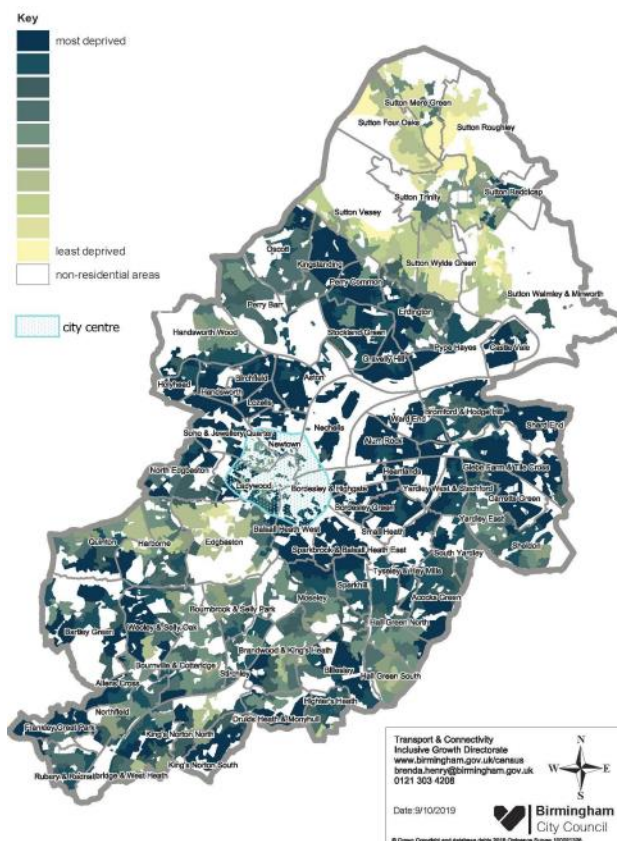 Key
most deprived
least deprived
non-residential areas
city centre
Sutton Mere Green
Sutton Four Oaks
Sutton Roughley
Sutton Trinity
Sutton Reddicap
Sutton Vesey
Sutton Wylde Green
Sutton Walmley & Minworth
Oscott
Kingstanding
Perry Common
Perry Barr
Erdington
Handsworth Wood
Stockland Green
Pype Hayes
Castle Vale
Gravelly Hill
Holyhead
Handsworth
Birchfield
Aston
Lozells
Nechells
Ward End
Bromford & Hodge Hill
Shard End
Alum Rock
Soho & Jewellery Quarter
Newtown
North Edgbaston
Ladywood
Heartlands
Glebe Farm & Tile Cross
Bordesley & Highgate
Yardley West & Stechford
Garretts Green
Bordesley Green
Yardley East
Small Heath
Balsall Heath West
Sparkbrook & Balsall Heath East
South Yardley
Sheldon
Quinton
Harborne
Edgbaston
Tyseley & Hay Mills
Sparkhill
Moseley
Acocks Green
Bournbrook & Selly Park
Bartley Green
Weoley & Selly Oak
Hall Green North
Brandwood & King's Heath
Bournville & Cotteridge
Stirchley
Billesley
Hall Green South
Allens Cross
Highter's Heath
Northfield
Druids Heath & Monyhull
Frankley Great Park
King's Norton North
King's Norton South
Rubery & Rednal
bridge & West Heath
Transport & Connectivity
Inclusive Growth Directorate
www.birmingham.gov.uk/census
brenda.henry@birmingham.gov.uk
0121 303 4208
N
W
E
S
Date:9/10/2019
Birmingham
City Council